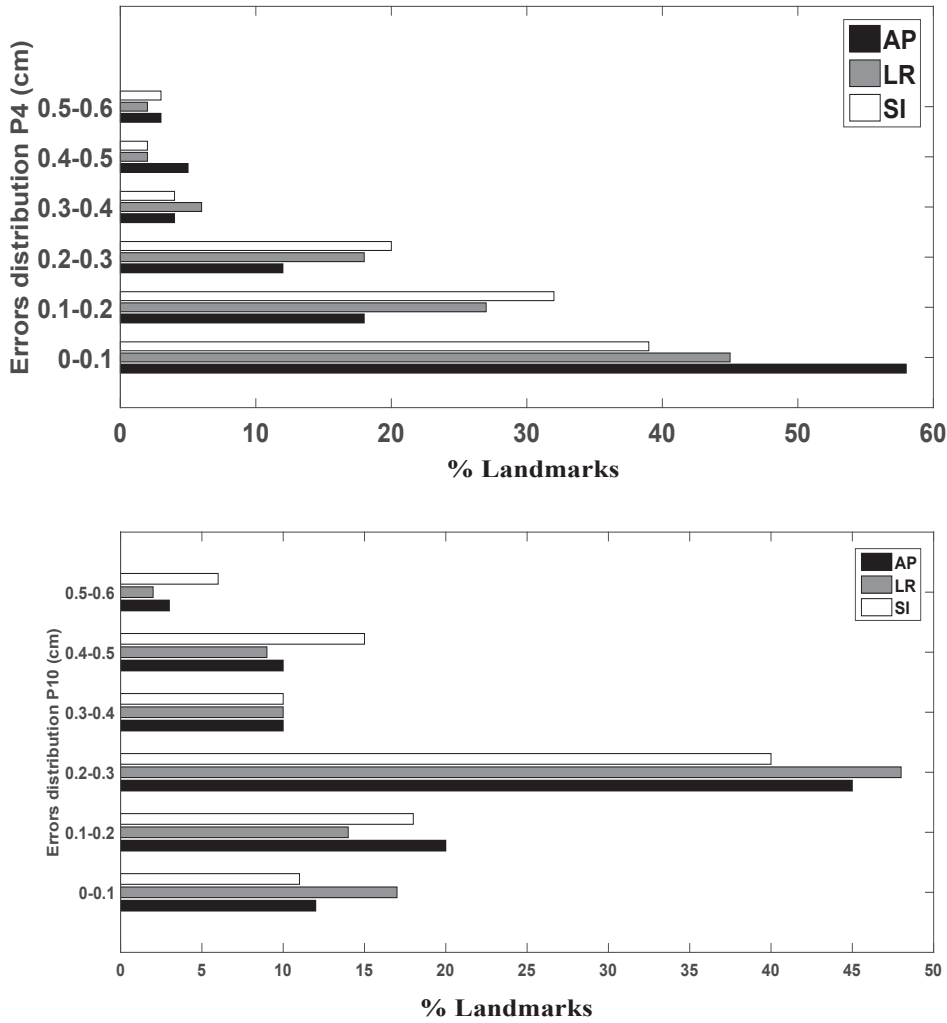 Errors distribution P4 (cm)
AP
LR
SI
0.5-0.6
0.4-0.5
0.3-0.4
0.2-0.3
0.1-0.2
0-0.1
0 10 20 30 40 50 60
% Landmarks
Errors distribution P10 (cm)
AP
LR
SI
0.5-0.6
0.4-0.5
0.3-0.4
0.2-0.3
0.1-0.2
0-0.1
0 5 10 15 20 25 30 35 40 45 50
% Landmarks